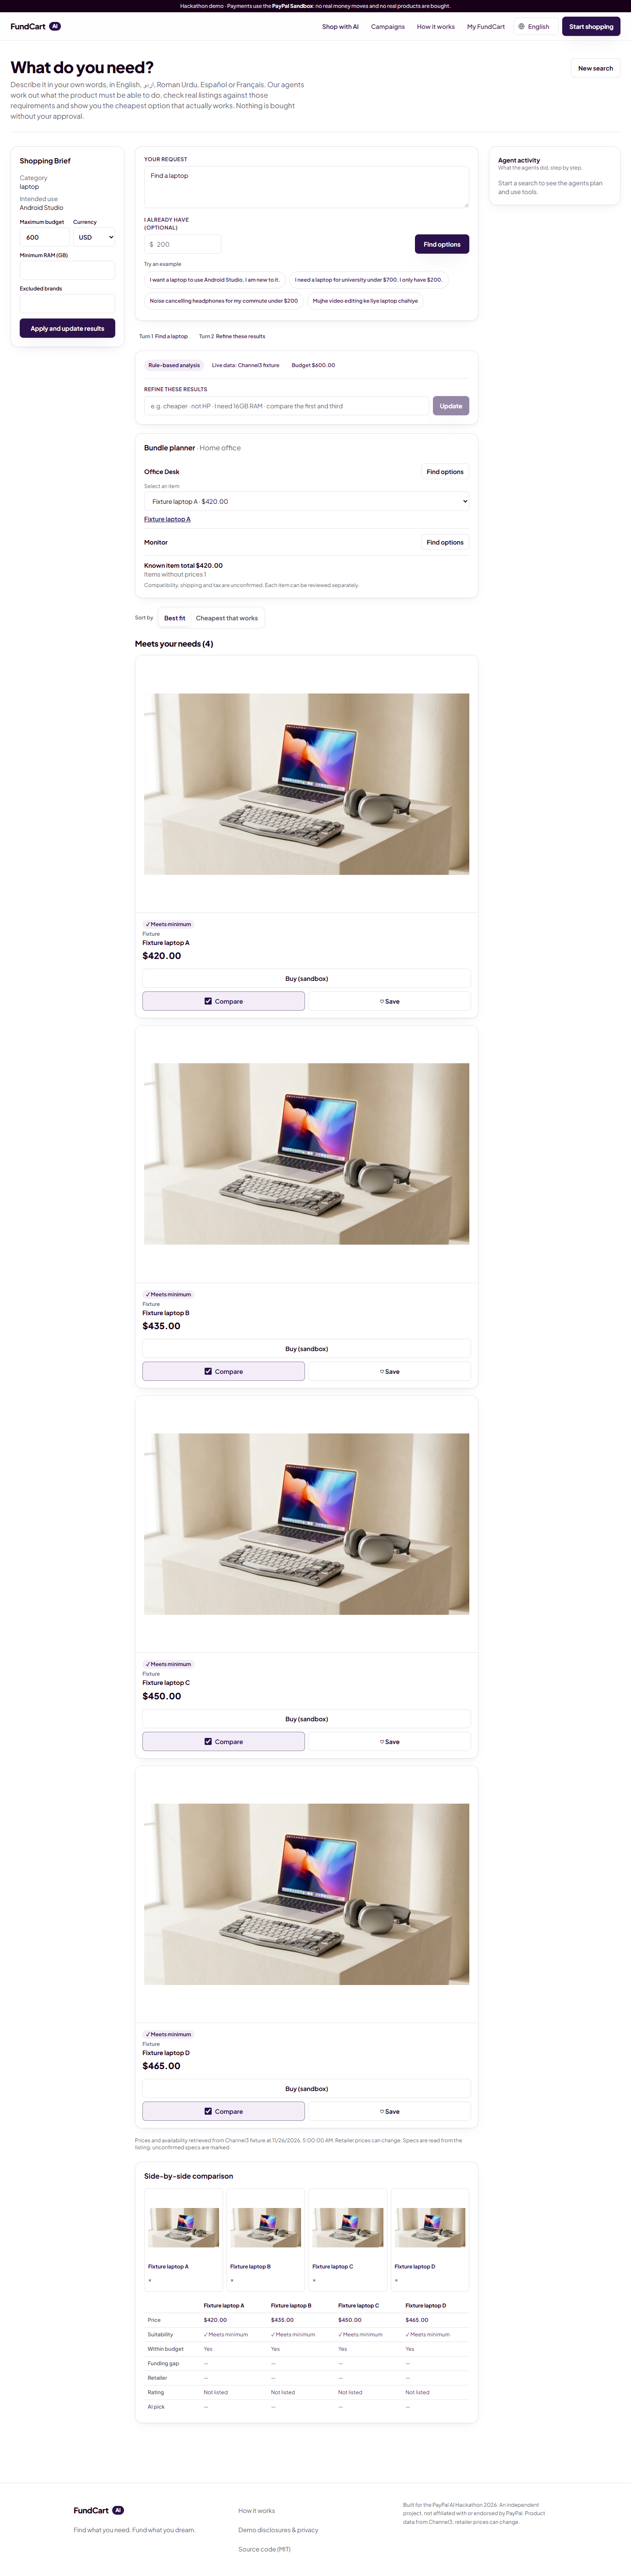 Hackathon demo · Payments use the PayPal Sandbox: no real money moves and no real products are bought.
FundCart AI
Shop with AI
Campaigns
How it works
My FundCart
English
Start shopping
What do you need?
Describe it in your own words, in English, اردو, Roman Urdu, Español or Français. Our agents
work out what the product must be able to do, check real listings against those
requirements and show you the cheapest option that actually works. Nothing is bought
without your approval.
New search
Shopping Brief
Category
laptop
Intended use
Android Studio
Maximum budget
Currency
600
USD
Minimum RAM (GB)
Excluded brands
Apply and update results
YOUR REQUEST
Find a laptop
I ALREADY HAVE
(OPTIONAL)
$ 200
Find options
Try an example
I want a laptop to use Android Studio. I am new to it.
I need a laptop for university under $700. I only have $200.
Noise cancelling headphones for my commute under $200
Mujhe video editing ke liye laptop chahiye
Turn 1 Find a laptop
Turn 2 Refine these results
Rule-based analysis
Live data: Channel3 fixture
Budget $600.00
REFINE THESE RESULTS
e.g. cheaper · not HP · I need 16GB RAM · compare the first and third
Update
Bundle planner · Home office
Office Desk
Find options
Select an item
Fixture laptop A · $420.00
Fixture laptop A
Monitor
Find options
Known item total $420.00
Items without prices 1
Compatibility, shipping and tax are unconfirmed. Each item can be reviewed separately.
Sort by
Best fit
Cheapest that works
Meets your needs (4)
✓ Meets minimum
Fixture
Fixture laptop A
$420.00
Buy (sandbox)
Compare
♡ Save
✓ Meets minimum
Fixture
Fixture laptop B
$435.00
Buy (sandbox)
Compare
♡ Save
✓ Meets minimum
Fixture
Fixture laptop C
$450.00
Buy (sandbox)
Compare
♡ Save
✓ Meets minimum
Fixture
Fixture laptop D
$465.00
Buy (sandbox)
Compare
♡ Save
Prices and availability retrieved from Channel3 fixture at 11/26/2026, 5:00:00 AM. Retailer prices can change. Specs are read from the
listing; unconfirmed specs are marked.
Side-by-side comparison
Fixture laptop A
×
Fixture laptop B
×
Fixture laptop C
×
Fixture laptop D
×
Fixture laptop A Fixture laptop B Fixture laptop C Fixture laptop D
Price $420.00 $435.00 $450.00 $465.00
Suitability ✓ Meets minimum ✓ Meets minimum ✓ Meets minimum ✓ Meets minimum
Within budget Yes Yes Yes Yes
Funding gap — — — —
Retailer — — — —
Rating Not listed Not listed Not listed Not listed
AI pick — — — —
FundCart AI
Find what you need. Fund what you dream.
How it works
Demo disclosures & privacy
Source code (MIT)
Built for the PayPal AI Hackathon 2026. An independent
project, not affiliated with or endorsed by PayPal. Product
data from Channel3; retailer prices can change.